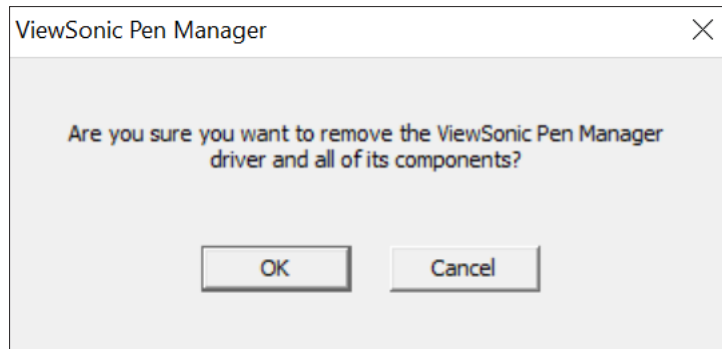 ViewSonic Pen Manager
Are you sure you want to remove the ViewSonic Pen Manager
driver and all of its components?
OK
Cancel